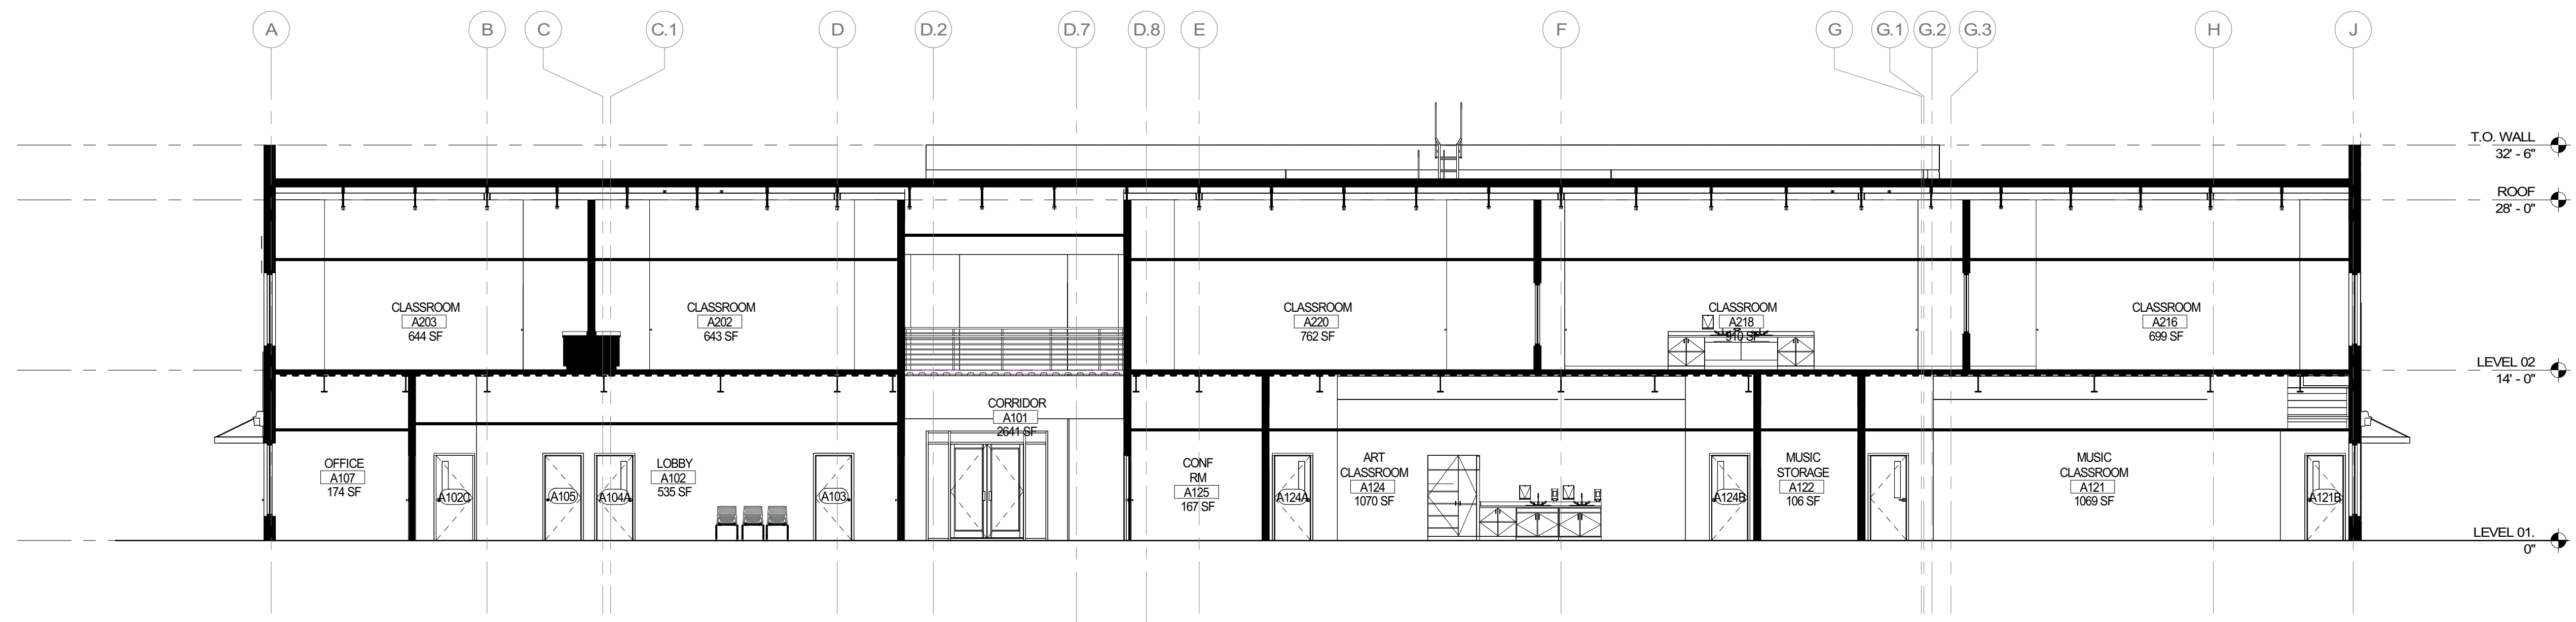 A
B
C
C.1
D
D.2
D.7
D.8
E
F
G
G.1
G.2
G.3
H
J
T.O. WALL
32' - 6"
ROOF
28' - 0"
CLASSROOM
A203
644 SF
CLASSROOM
A202
643 SF
CLASSROOM
A220
762 SF
CLASSROOM
A218
910 SF
CLASSROOM
A216
699 SF
LEVEL 02
14' - 0"
CORRIDOR
A101
2641 SF
OFFICE
A107
174 SF
A102C
A105
A104A
LOBBY
A102
535 SF
A103
CONF
RM
A125
167 SF
A124A
ART
CLASSROOM
A124
1070 SF
A124B
MUSIC
STORAGE
A122
106 SF
MUSIC
CLASSROOM
A121
1069 SF
A121B
LEVEL 01.
0"